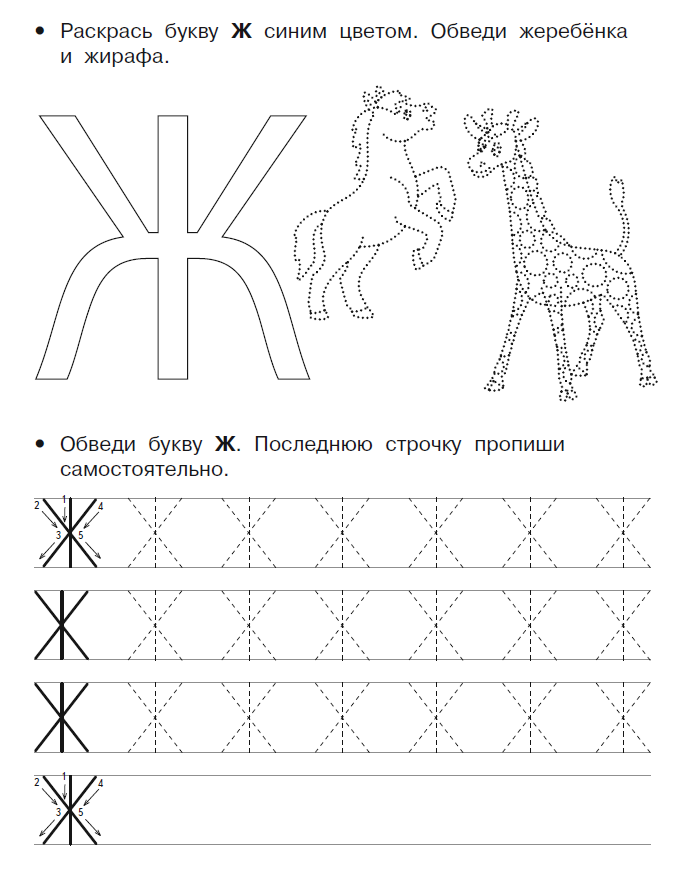 • Раскрась букву Ж синим цветом. Обведи жеребёнка
и жирафа.
Ж
• Обведи букву Ж. Последнюю строчку пропиши
самостоятельно.
2 1 4
3 5
Ж Ж Ж Ж Ж Ж Ж
Ж Ж Ж Ж Ж Ж Ж
Ж Ж Ж Ж Ж Ж Ж
2 1 4
3 5
Ж